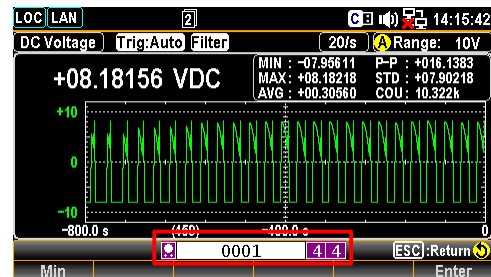 LOC LAN 2 C 14:15:42
DC Voltage Trig:Auto Filter 20/s A Range: 10V
+08.18156 VDC
MIN : -07.95611 P-P : +016.1383
MAX: +08.18218 STD : +07.90218
AVG : +00.30560 COU: 10.322k
+10
0
-10
-800.0 s (450) -400.0 s 0
0001 4 4 ESC :Return
Min Enter